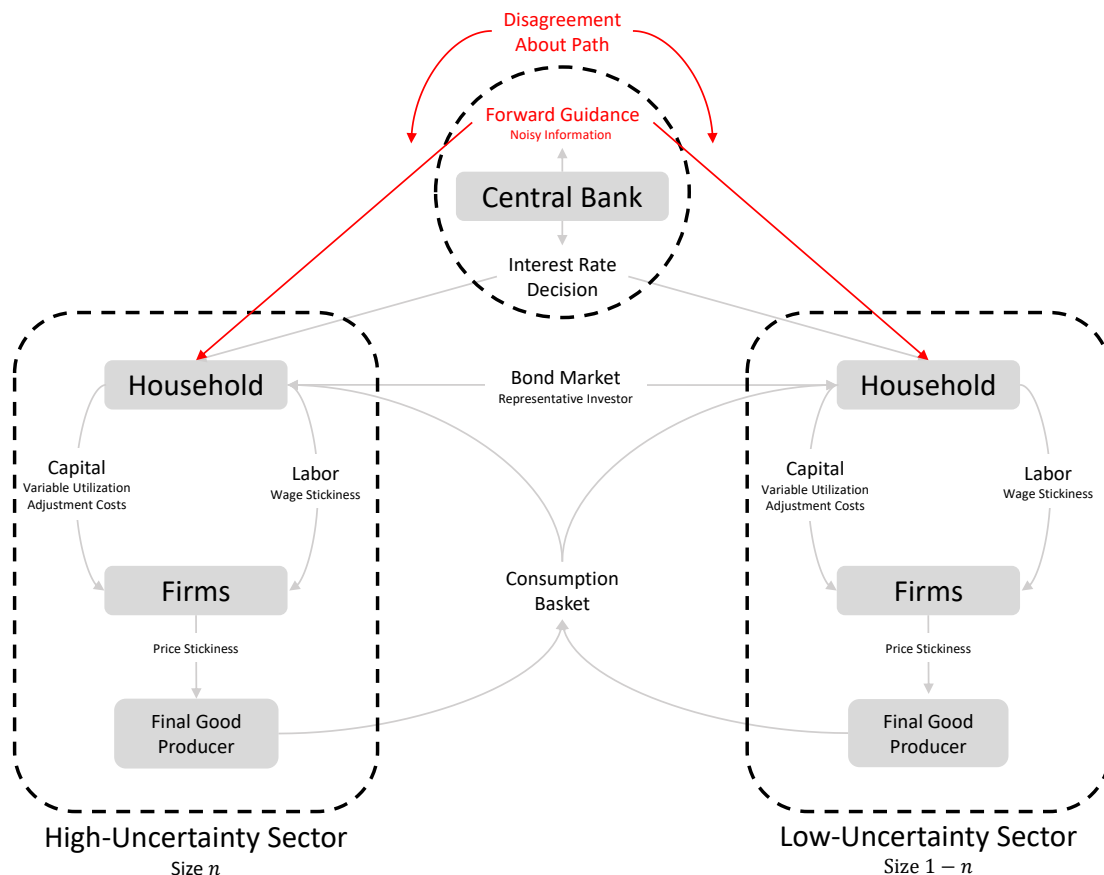 Disagreement
About Path
Forward Guidance
Noisy Information
Central Bank
Interest Rate
Decision
Household
Bond Market
Representative Investor
Household
Capital
Variable Utilization
Adjustment Costs
Labor
Wage Stickiness
Capital
Variable Utilization
Adjustment Costs
Labor
Wage Stickiness
Firms
Consumption
Basket
Firms
Price Stickiness
Price Stickiness
Final Good
Producer
Final Good
Producer
High-Uncertainty Sector
Size n
Low-Uncertainty Sector
Size 1 − n